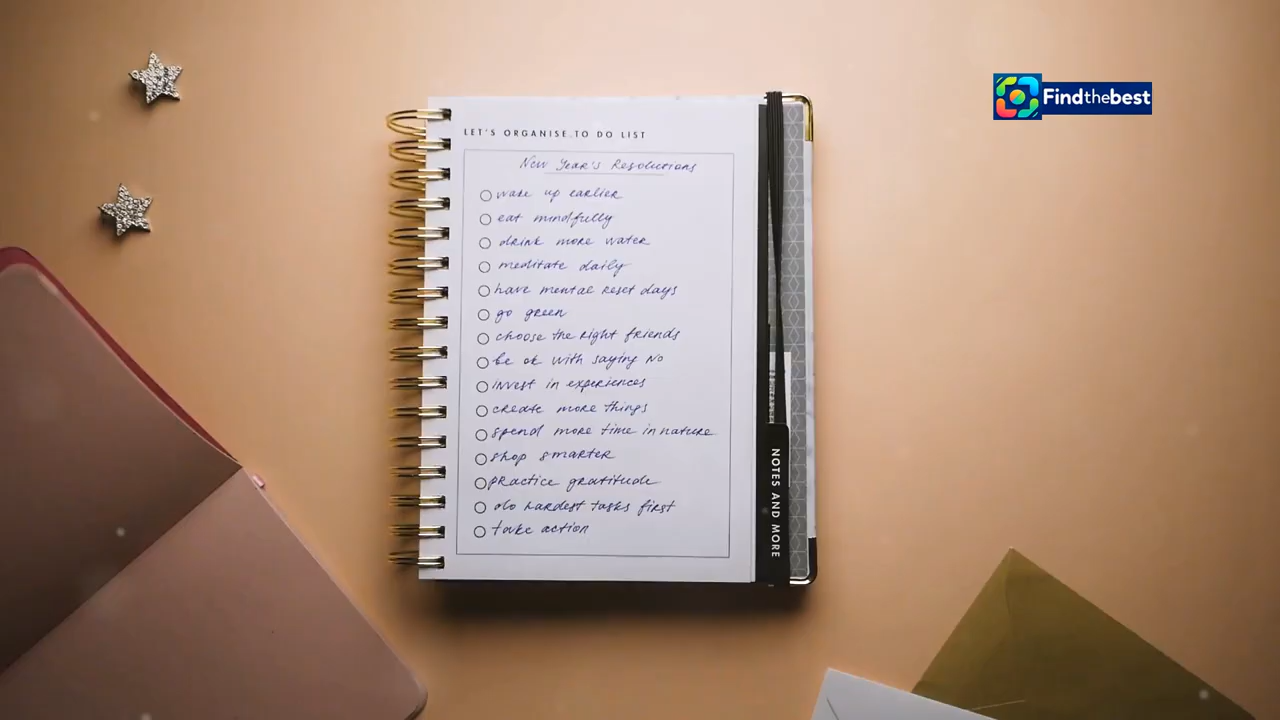 Findthebest
LET'S ORGANISE.TO DO LIST
New Year's Resolutions
wake up earlier
eat mindfully
drink more water
meditate daily
have mental reset days
go green
choose the right friends
be ok with saying NO
invest in experiences
create more things
spend more time in nature
shop smarter
practice gratitude
do hardest tasks first
take action
NOTES AND MORE